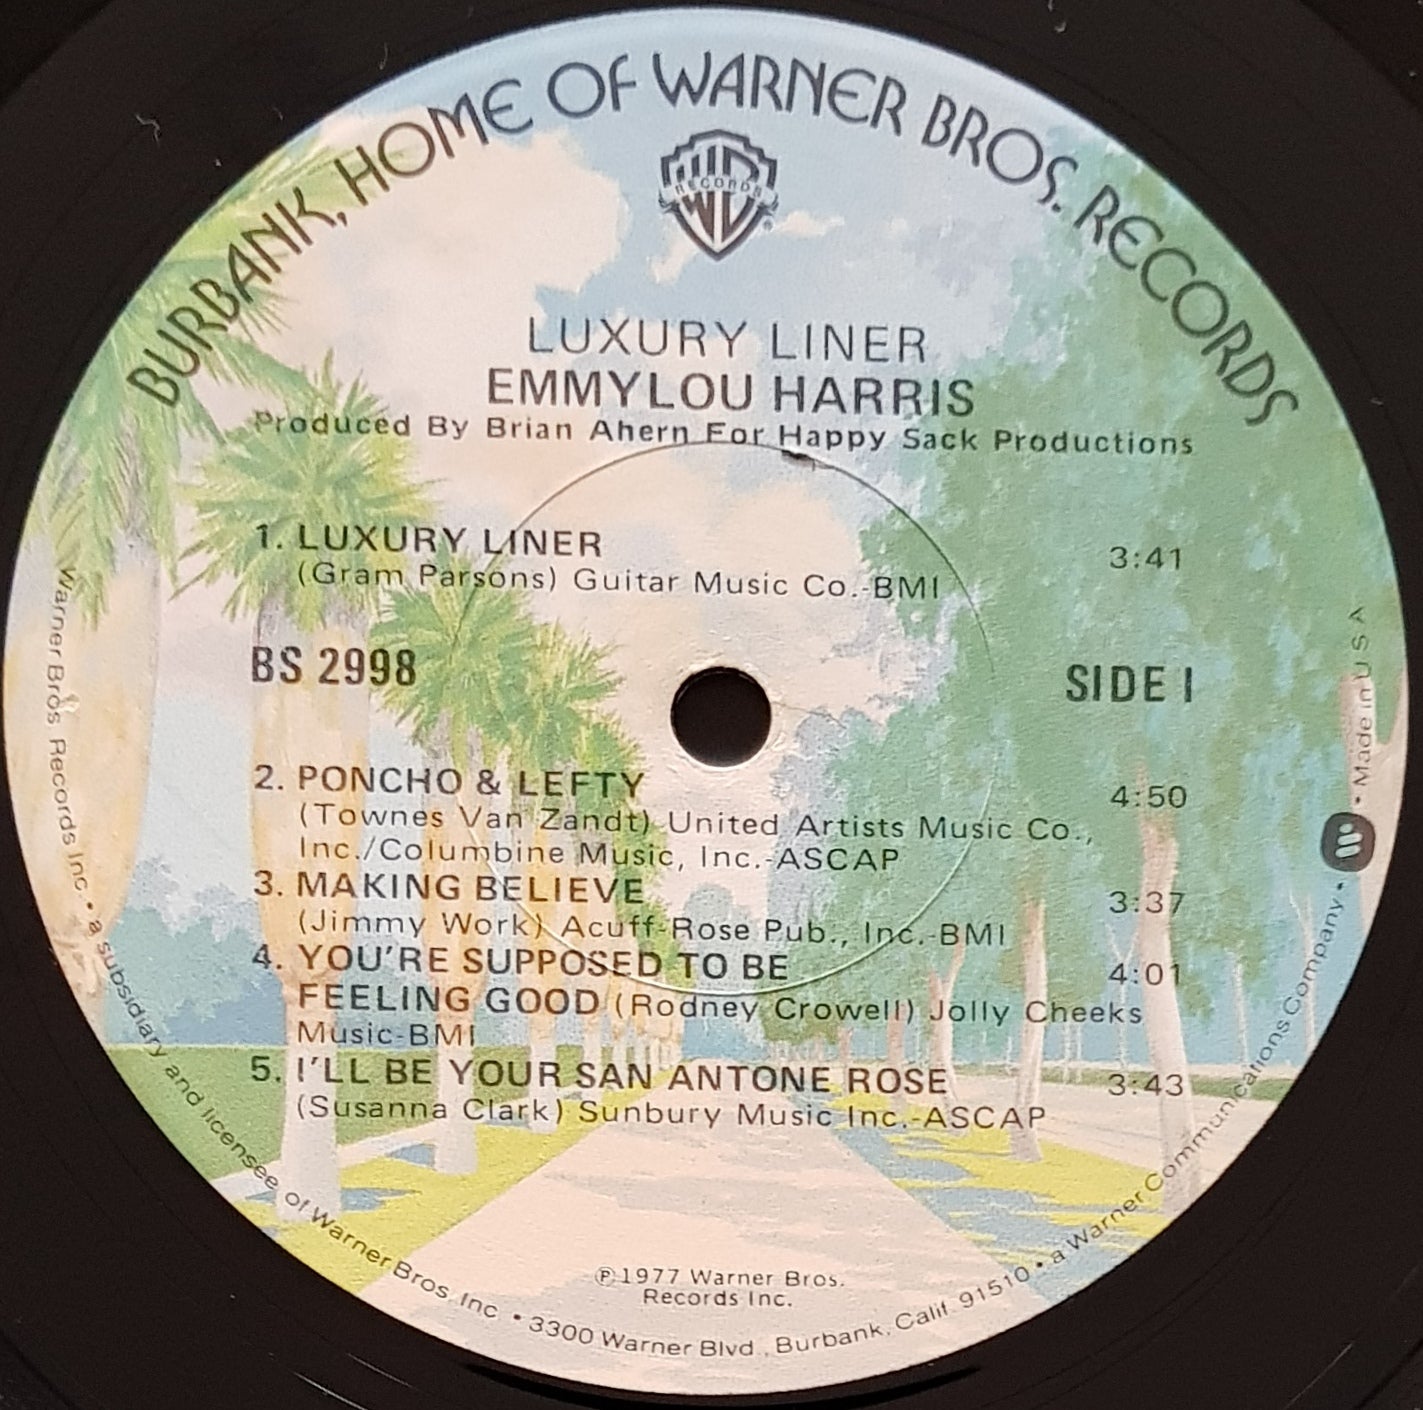 BURBANK, HOME OF WARNER BROS. RECORDS
WB
RECORDS
®
LUXURY LINER
EMMYLOU HARRIS
Produced By Brian Ahern For Happy Sack Productions
1. LUXURY LINER 3:41
(Gram Parsons) Guitar Music Co.-BMI
BS 2998 SIDE 1
2. PONCHO & LEFTY 4:50
(Townes Van Zandt) United Artists Music Co.,
Inc./Columbine Music, Inc.-ASCAP
3. MAKING BELIEVE 3:37
(Jimmy Work) Acuff-Rose Pub., Inc.-BMI
4. YOU'RE SUPPOSED TO BE 4:01
FEELING GOOD (Rodney Crowell) Jolly Cheeks
Music-BMI
5. I'LL BE YOUR SAN ANTONE ROSE 3:43
(Susanna Clark) Sunbury Music Inc.-ASCAP
℗1977 Warner Bros.
Records Inc.
Warner Bros. Records Inc. • a subsidiary and licensee of Warner Bros. Inc. • 3300 Warner Blvd., Burbank, Calif. 91510 • a Warner Communications Company • W • Made in U S A